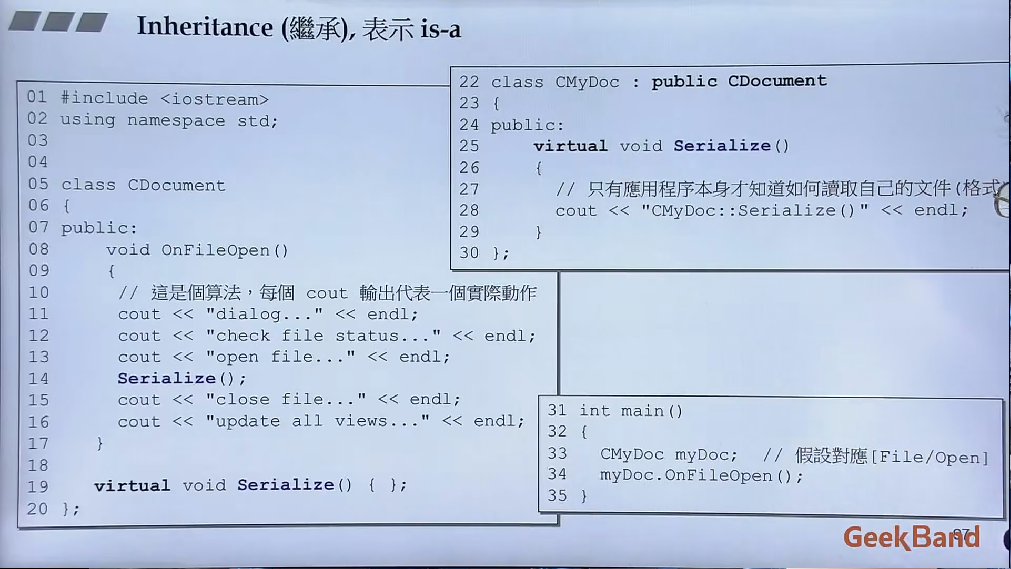 Inheritance (繼承), 表示 is-a
01 #include <iostream>
02 using namespace std;
03
04
05 class CDocument
06 {
07 public:
08 void OnFileOpen()
09 {
10 // 這是個算法，每個 cout 輸出代表一個實際動作
11 cout << "dialog..." << endl;
12 cout << "check file status..." << endl;
13 cout << "open file..." << endl;
14 Serialize();
15 cout << "close file..." << endl;
16 cout << "update all views..." << endl;
17 }
18
19 virtual void Serialize() { };
20 };
22 class CMyDoc : public CDocument
23 {
24 public:
25 virtual void Serialize()
26 {
27 // 只有應用程序本身才知道如何讀取自己的文件(格式
28 cout << "CMyDoc::Serialize()" << endl;
29 }
30 };
31 int main()
32 {
33 CMyDoc myDoc; // 假設對應[File/Open]
34 myDoc.OnFileOpen();
35 }
GeekBand